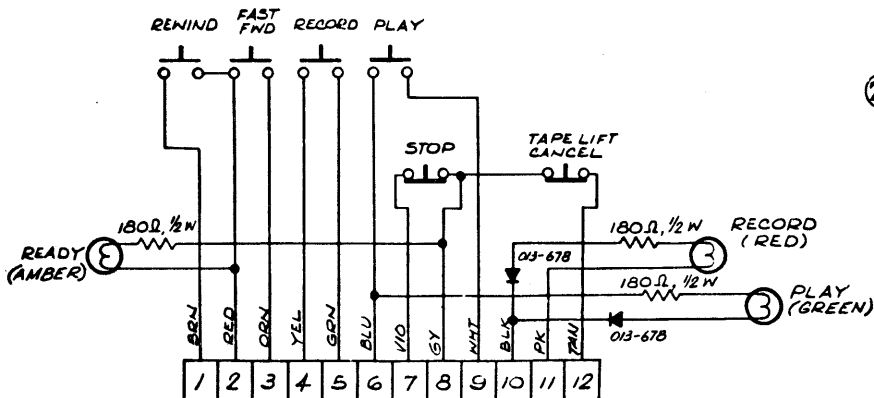 REWIND
FAST FWD
RECORD
PLAY
STOP
TAPE LIFT CANCEL
180Ω, ½ W
READY (AMBER)
180Ω, ½ W
RECORD (RED)
013-678
180Ω, ½ W
PLAY (GREEN)
013-678
BRN
RED
ORN
YEL
GRN
BLU
VIO
GY
WHT
BLK
PK
TAN
1 2 3 4 5 6 7 8 9 10 11 12